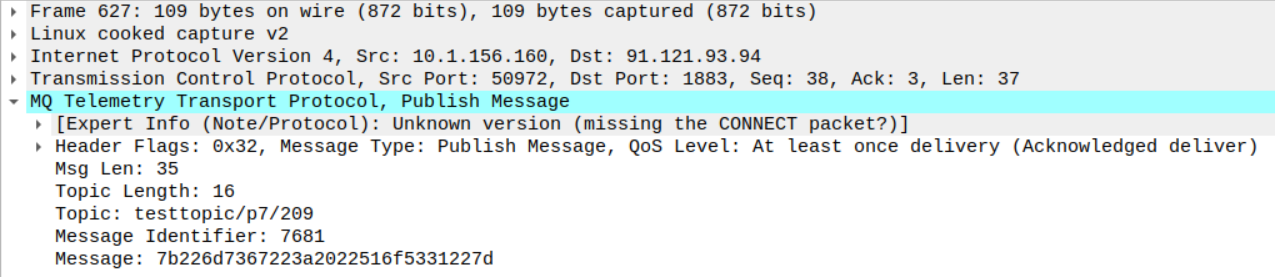 Frame 627: 109 bytes on wire (872 bits), 109 bytes captured (872 bits)
Linux cooked capture v2
Internet Protocol Version 4, Src: 10.1.156.160, Dst: 91.121.93.94
Transmission Control Protocol, Src Port: 50972, Dst Port: 1883, Seq: 38, Ack: 3, Len: 37
MQ Telemetry Transport Protocol, Publish Message
[Expert Info (Note/Protocol): Unknown version (missing the CONNECT packet?)]
Header Flags: 0x32, Message Type: Publish Message, QoS Level: At least once delivery (Acknowledged deliver)
Msg Len: 35
Topic Length: 16
Topic: testtopic/p7/209
Message Identifier: 7681
Message: 7b226d7367223a2022516f5331227d